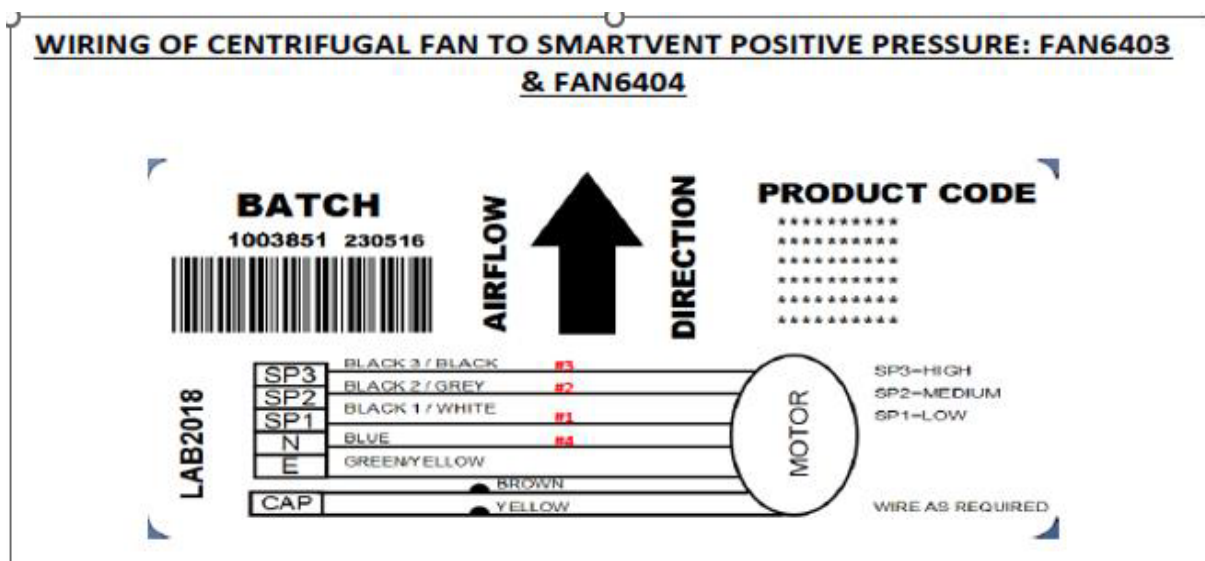 WIRING OF CENTRIFUGAL FAN TO SMARTVENT POSITIVE PRESSURE: FAN6403
& FAN6404
BATCH
1003851 230516
AIRFLOW
DIRECTION
PRODUCT CODE
**********
**********
**********
**********
**********
**********
LAB2018
SP3 BLACK 3 / BLACK #3
SP2 BLACK 2 / GREY #2
SP1 BLACK 1 / WHITE #1
N BLUE #4
E GREEN/YELLOW
BROWN
CAP YELLOW
MOTOR
SP3=HIGH
SP2=MEDIUM
SP1=LOW
WIRE AS REQUIRED